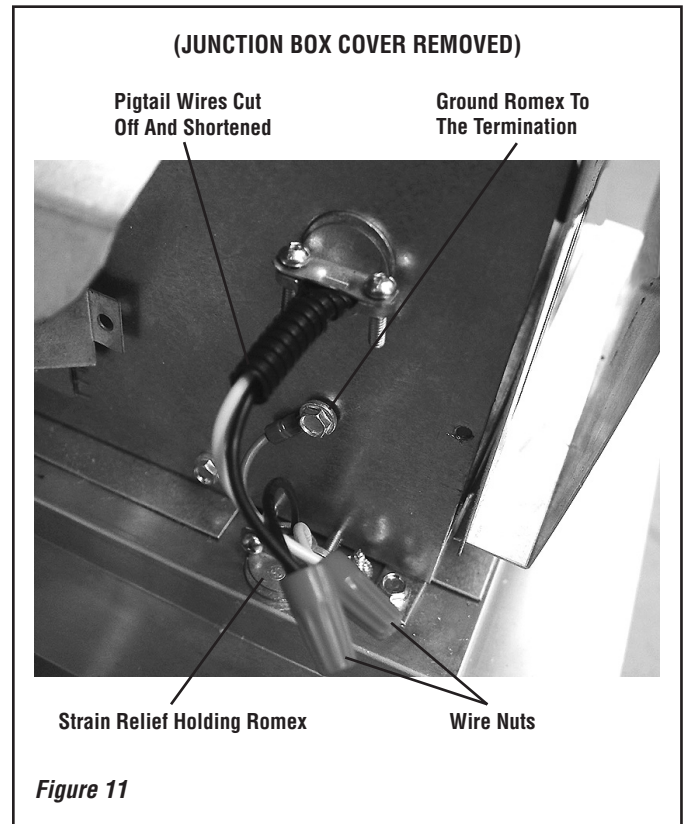 (JUNCTION BOX COVER REMOVED)
Pigtail Wires Cut
Off And Shortened
Ground Romex To
The Termination
Strain Relief Holding Romex
Wire Nuts
Figure 11